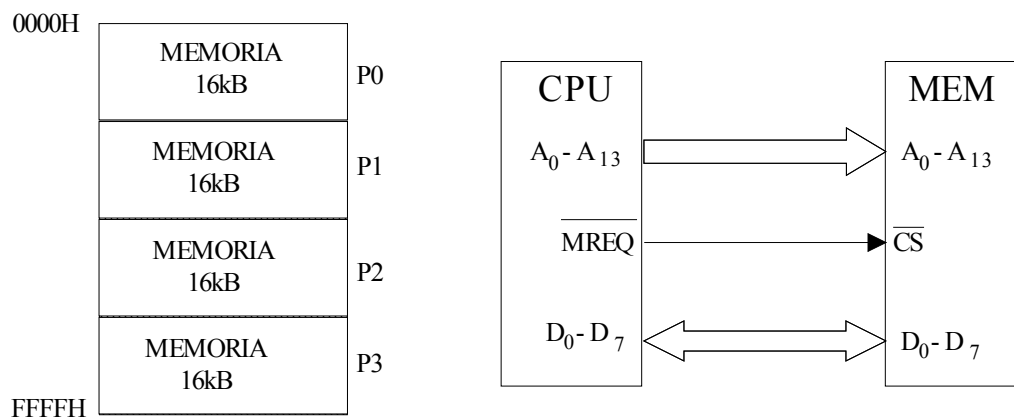 0000H
MEMORIA
16kB
P0
MEMORIA
16kB
P1
MEMORIA
16kB
P2
MEMORIA
16kB
P3
FFFFH
CPU
A0 - A13
MREQ
D0 - D7
MEM
A0 - A13
CS
D0 - D7